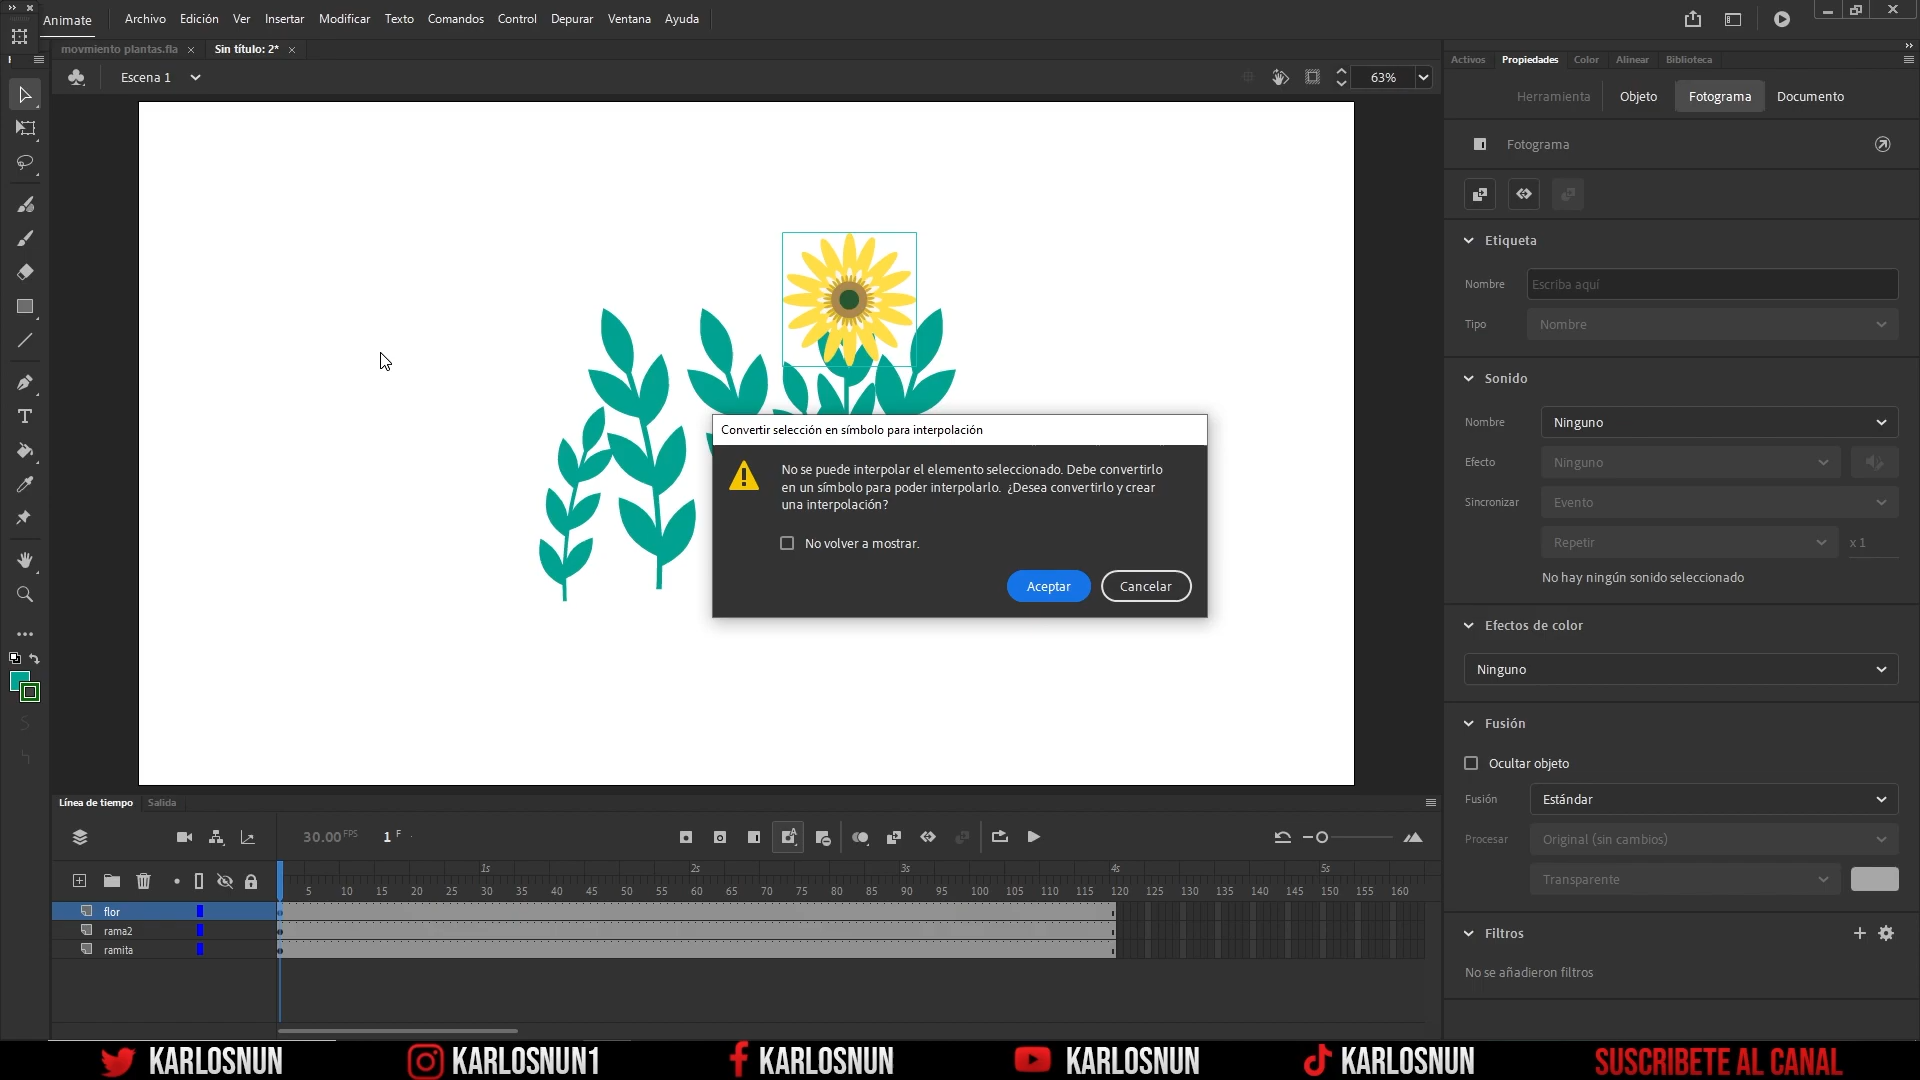 Animate
Archivo Edición Ver Insertar Modificar Texto Comandos Control Depurar Ventana Ayuda
movmiento plantas.fla
Sin título: 2*
Escena 1
63%
Activos Propiedades Color Alinear Biblioteca
Herramienta Objeto Fotograma Documento
Fotograma
Etiqueta
Nombre Escriba aquí
Tipo Nombre
Sonido
Nombre Ninguno
Efecto Ninguno
Sincronizar Evento
Repetir x 1
No hay ningún sonido seleccionado
Efectos de color
Ninguno
Fusión
Ocultar objeto
Fusión Estándar
Procesar Original (sin cambios)
Transparente
Filtros
No se añadieron filtros
Convertir selección en símbolo para interpolación
No se puede interpolar el elemento seleccionado. Debe convertirlo
en un símbolo para poder interpolarlo. ¿Desea convertirlo y crear
una interpolación?
No volver a mostrar.
Aceptar Cancelar
Línea de tiempo Salida
30.00 FPS 1 F
1s 2s 3s 4s 5s
5 10 15 20 25 30 35 40 45 50 55 60 65 70 75 80 85 90 95 100 105 110 115 120 125 130 135 140 145 150 155 160
flor
rama2
ramita
KARLOSNUN KARLOSNUN1 KARLOSNUN KARLOSNUN KARLOSNUN SUSCRIBETE AL CANAL